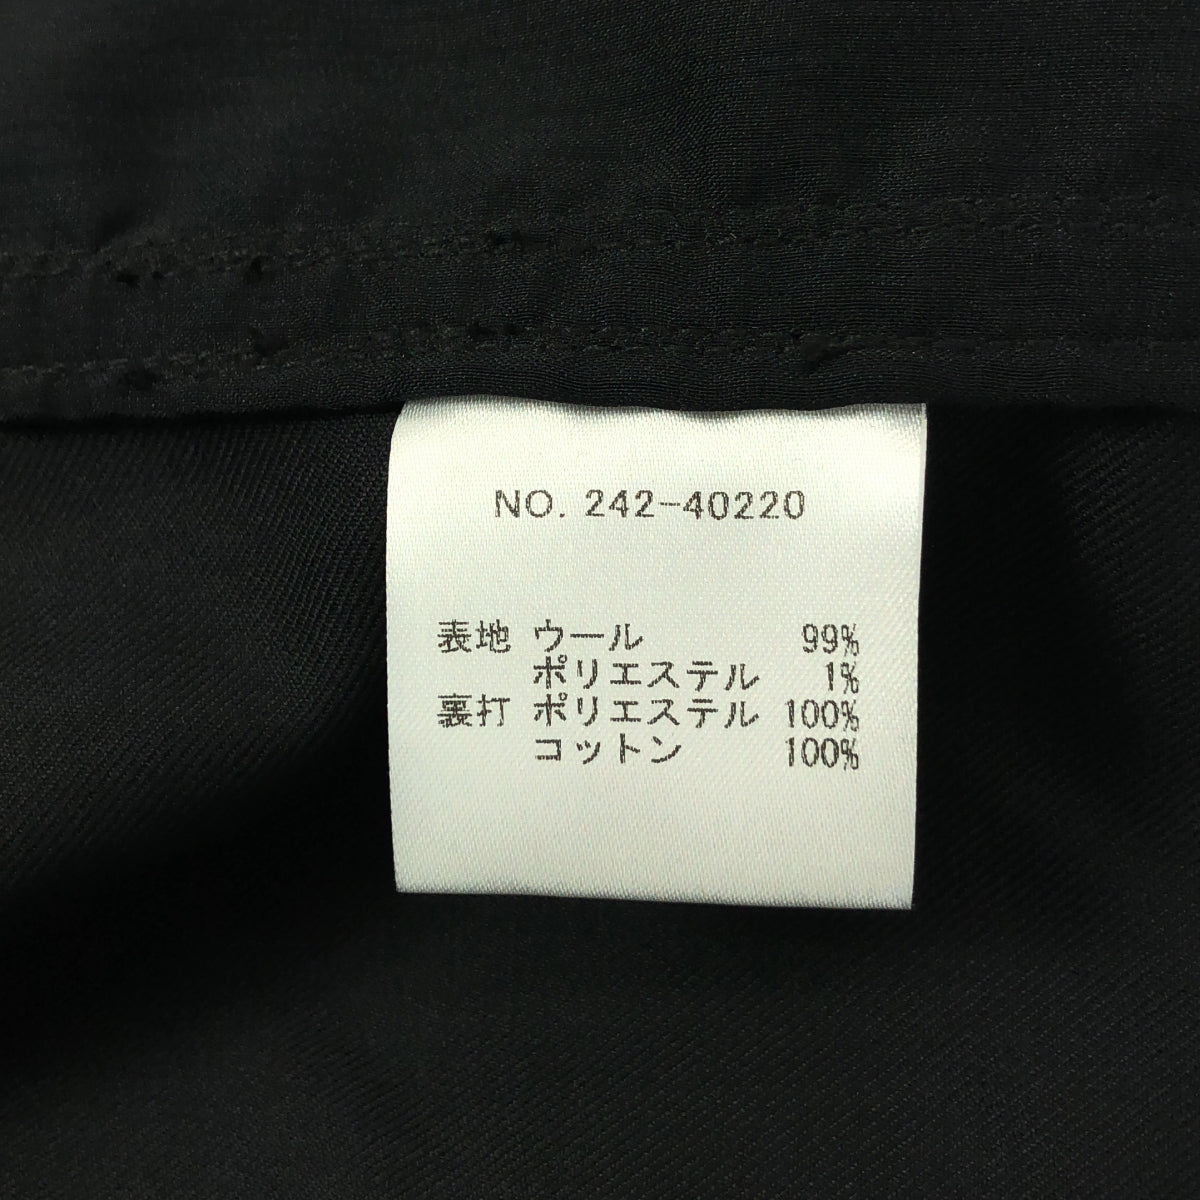 NO. 242-40220
表地 ウール 99%
ポリエステル 1%
裏打 ポリエステル 100%
コットン 100%